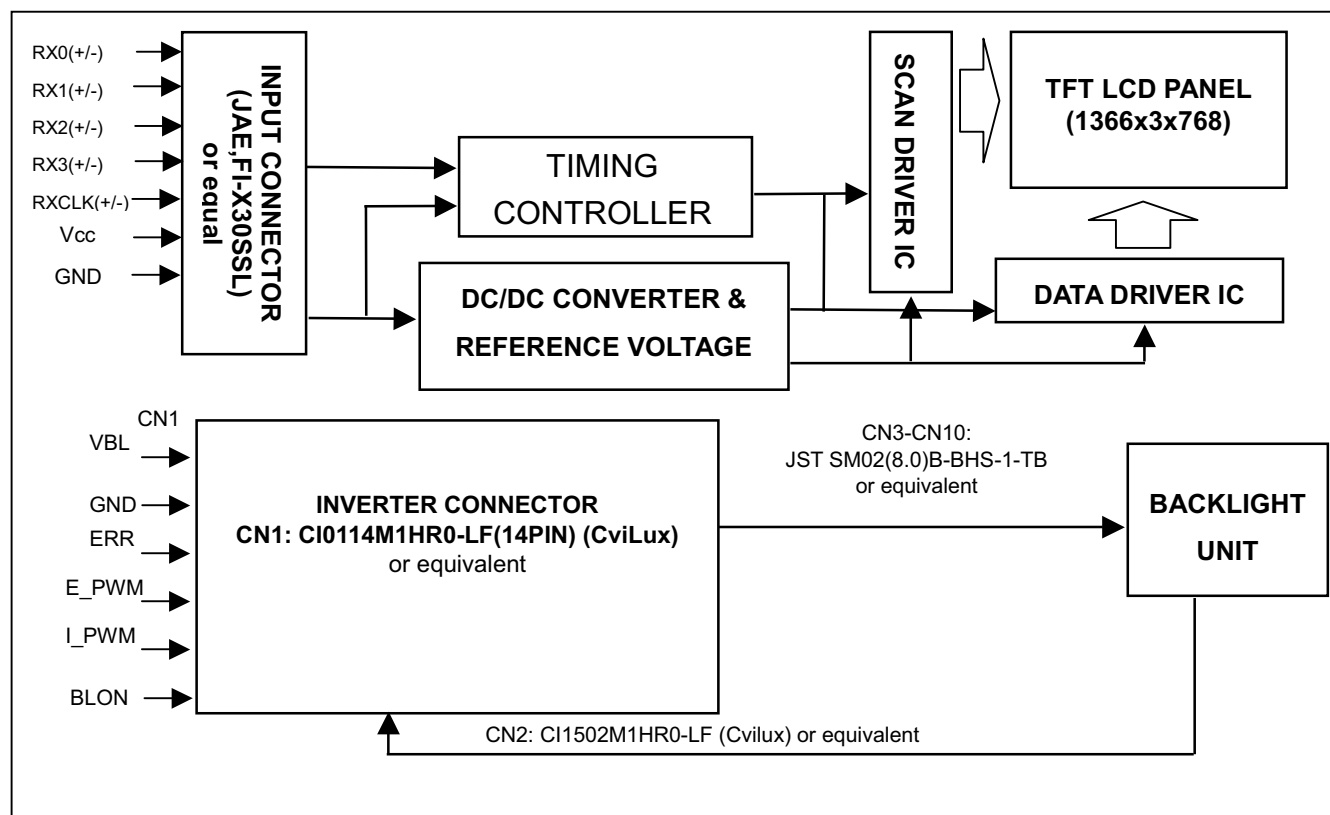 RX0(+/-)
RX1(+/-)
RX2(+/-)
RX3(+/-)
RXCLK(+/-)
Vcc
GND
INPUT CONNECTOR
(JAE,FI-X30SSL)
or equal
TIMING
CONTROLLER
DC/DC CONVERTER &
REFERENCE VOLTAGE
SCAN DRIVER IC
TFT LCD PANEL
(1366x3x768)
DATA DRIVER IC
CN1
VBL
GND
ERR
E_PWM
I_PWM
BLON
INVERTER CONNECTOR
CN1: CI0114M1HR0-LF(14PIN) (CviLux)
or equivalent
CN3-CN10:
JST SM02(8.0)B-BHS-1-TB
or equivalent
BACKLIGHT
UNIT
CN2: CI1502M1HR0-LF (Cvilux) or equivalent